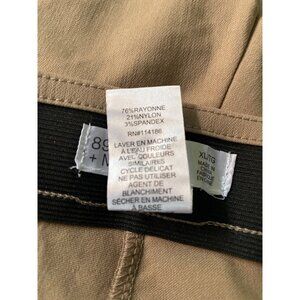 76%RAYONNE
21%NYLON
3%SPANDEX
RN#114186
LAVER EN MACHINE
À L'EAU FROIDE
AVEC COULEURS
SIMILAIRES
CYCLE DÉLICAT
NE PAS UTILISER
AGENT DE
BLANCHIMENT
SÉCHER EN MACHINE
À BASSE
89
+ M
XL/TG
MADE IN